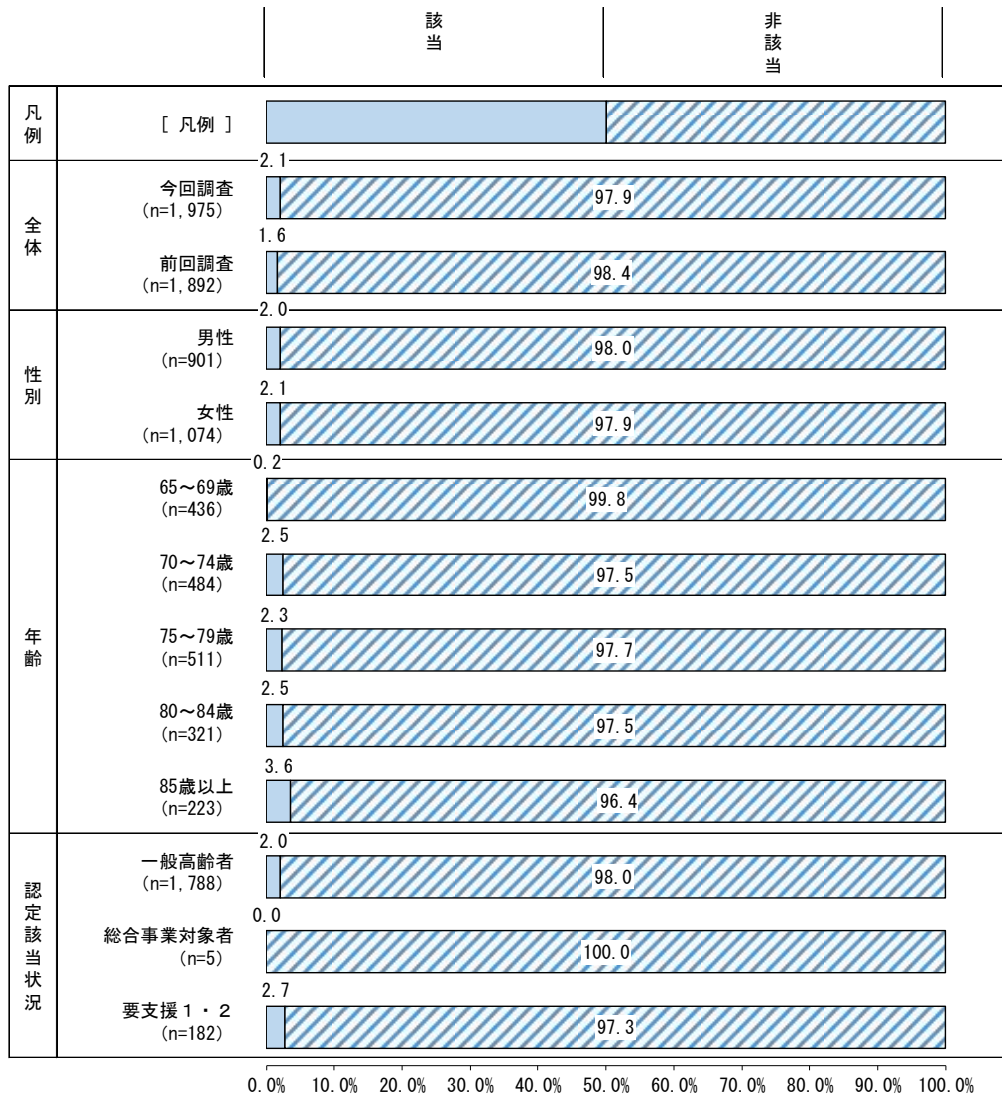 該当
非該当
凡例
[ 凡例 ]
全体
今回調査
(n=1,975)
2.1
97.9
前回調査
(n=1,892)
1.6
98.4
性別
男性
(n=901)
2.0
98.0
女性
(n=1,074)
2.1
97.9
年齢
65～69歳
(n=436)
0.2
99.8
70～74歳
(n=484)
2.5
97.5
75～79歳
(n=511)
2.3
97.7
80～84歳
(n=321)
2.5
97.5
85歳以上
(n=223)
3.6
96.4
認定該当状況
一般高齢者
(n=1,788)
2.0
98.0
総合事業対象者
(n=5)
0.0
100.0
要支援１・２
(n=182)
2.7
97.3
0.0% 10.0% 20.0% 30.0% 40.0% 50.0% 60.0% 70.0% 80.0% 90.0% 100.0%